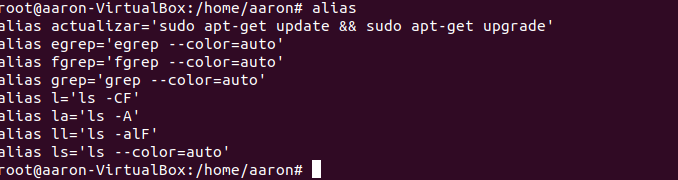 root@aaron-VirtualBox:/home/aaron# alias
alias actualizar='sudo apt-get update && sudo apt-get upgrade'
alias egrep='egrep --color=auto'
alias fgrep='fgrep --color=auto'
alias grep='grep --color=auto'
alias l='ls -CF'
alias la='ls -A'
alias ll='ls -alF'
alias ls='ls --color=auto'
root@aaron-VirtualBox:/home/aaron#